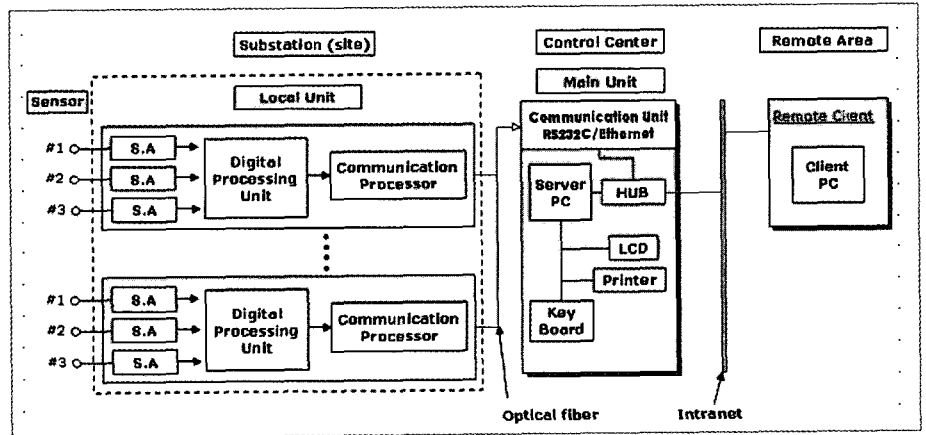 Substation (site)
Control Center
Remote Area
Sensor
Local Unit
Main Unit
#1
S.A
#2
S.A
#3
S.A
Digital
Processing
Unit
Communication
Processor
#1
S.A
#2
S.A
#3
S.A
Digital
Processing
Unit
Communication
Processor
Communication Unit
RS232C/Ethernet
Server
PC
HUB
LCD
Printer
Key
Board
Remote Client
Client
PC
Optical fiber
Intranet